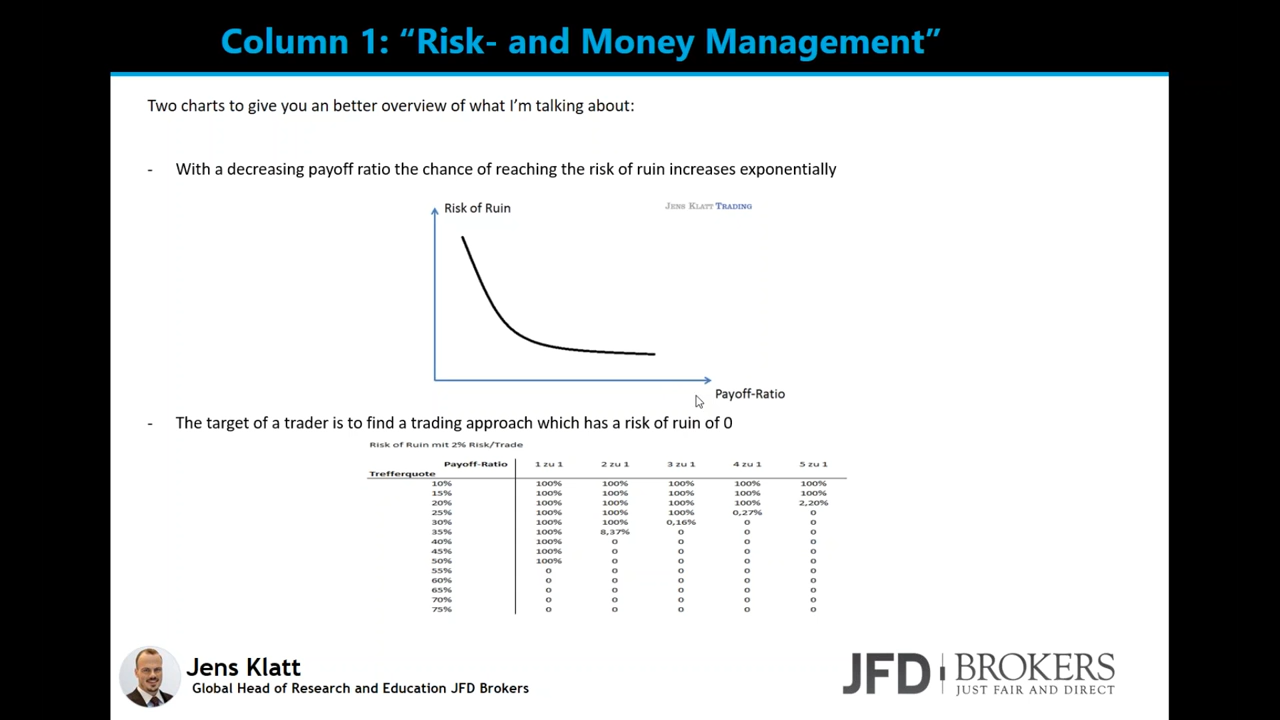 Column 1: “Risk- and Money Management”
Two charts to give you an better overview of what I’m talking about:
- With a decreasing payoff ratio the chance of reaching the risk of ruin increases exponentially
Risk of Ruin
JENS KLATT TRADING
Payoff-Ratio
- The target of a trader is to find a trading approach which has a risk of ruin of 0
Risk of Ruin mit 2% Risk/Trade
Payoff-Ratio 1 zu 1 2 zu 1 3 zu 1 4 zu 1 5 zu 1
Trefferquote
10% 100% 100% 100% 100% 100%
15% 100% 100% 100% 100% 100%
20% 100% 100% 100% 100% 2,20%
25% 100% 100% 100% 0,27% 0
30% 100% 100% 0,16% 0 0
35% 100% 8,37% 0 0 0
40% 100% 0 0 0 0
45% 100% 0 0 0 0
50% 100% 0 0 0 0
55% 0 0 0 0 0
60% 0 0 0 0 0
65% 0 0 0 0 0
70% 0 0 0 0 0
75% 0 0 0 0 0
Jens Klatt
Global Head of Research and Education JFD Brokers
JFD BROKERS
JUST FAIR AND DIRECT